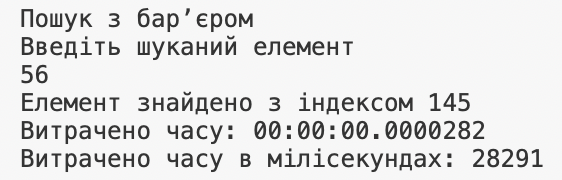 Пошук з бар’єром
Введіть шуканий елемент
56
Елемент знайдено з індексом 145
Витрачено часу: 00:00:00.0000282
Витрачено часу в мілісекундах: 28291